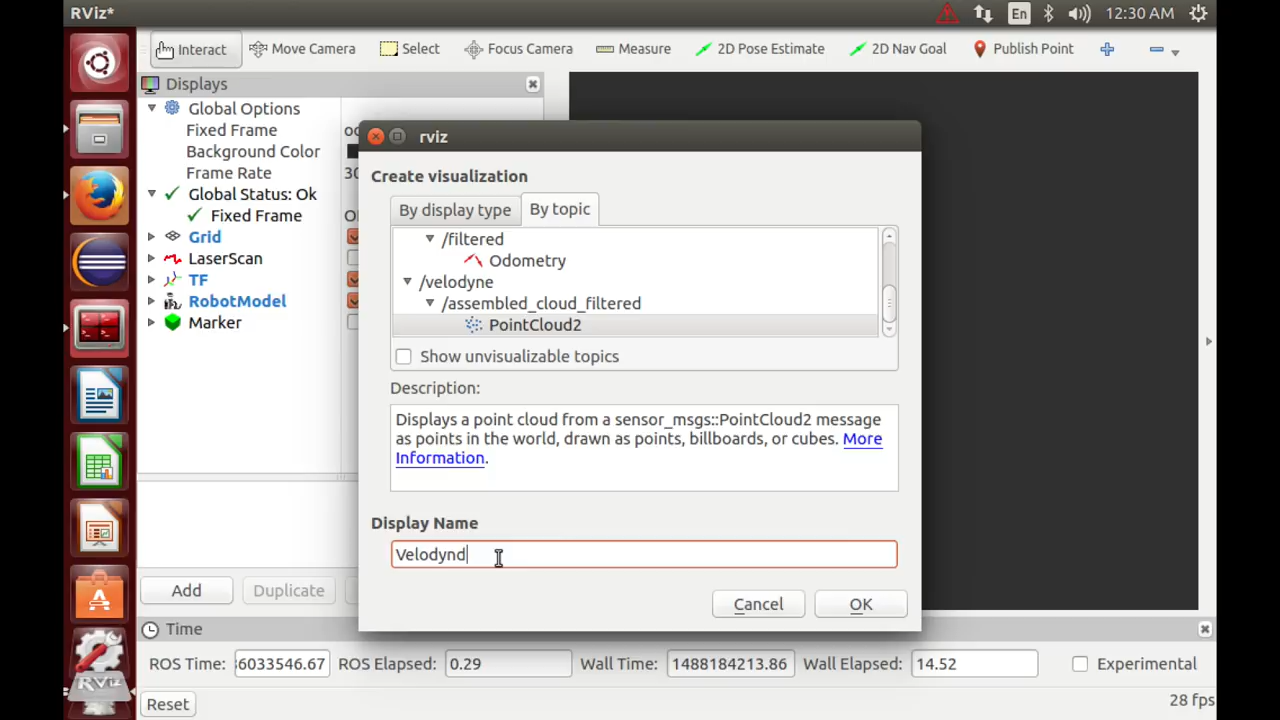 RViz*
En
12:30 AM
Interact
Move Camera
Select
Focus Camera
Measure
2D Pose Estimate
2D Nav Goal
Publish Point
Displays
Global Options
Fixed Frame
Background Color
Frame Rate
30
Global Status: Ok
Fixed Frame
Grid
LaserScan
TF
RobotModel
Marker
Add
Duplicate
rviz
Create visualization
By display type
By topic
/filtered
Odometry
/velodyne
/assembled_cloud_filtered
PointCloud2
Show unvisualizable topics
Description:
Displays a point cloud from a sensor_msgs::PointCloud2 message
as points in the world, drawn as points, billboards, or cubes. More
Information.
Display Name
Velodynd
Cancel
OK
Time
ROS Time:
36033546.67
ROS Elapsed:
0.29
Wall Time:
1488184213.86
Wall Elapsed:
14.52
Experimental
Reset
28 fps
RViz